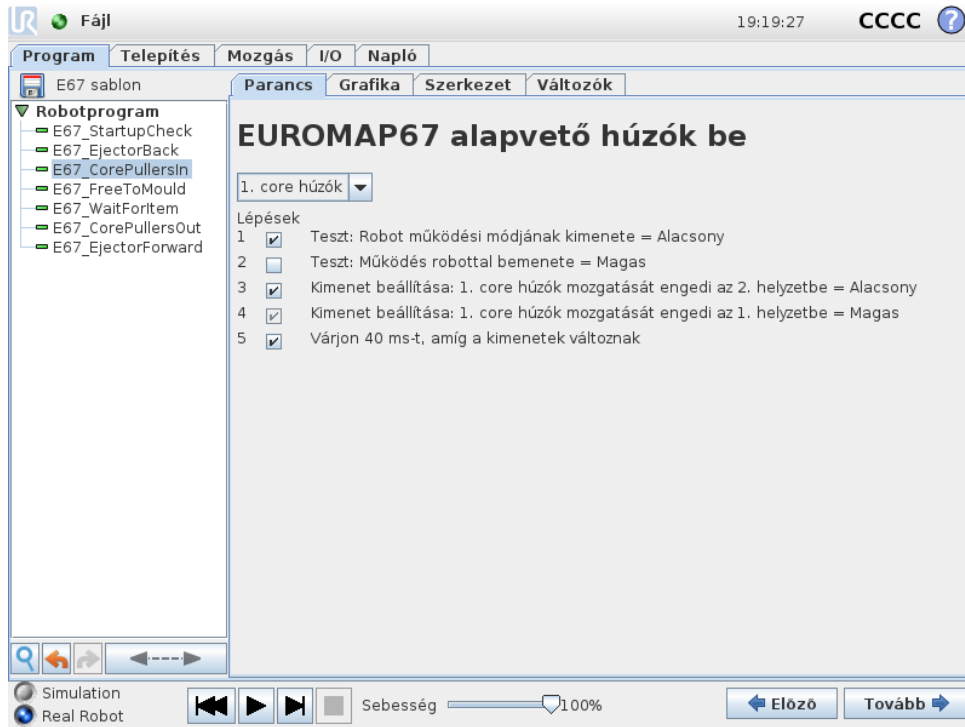 UR Fájl 19:19:27 CCCC ?
Program Telepítés Mozgás I/O Napló
E67 sablon
Parancs Grafika Szerkezet Változók
Robotprogram
E67_StartupCheck
E67_EjectorBack
E67_CorePullersIn
E67_FreeToMould
E67_WaitForItem
E67_CorePullersOut
E67_EjectorForward
EUROMAP67 alapvető húzók be
1. core húzók
Lépések
1 Teszt: Robot működési módjának kimenete = Alacsony
2 Teszt: Működés robottal bemenete = Magas
3 Kimenet beállítása: 1. core húzók mozgatását engedi az 2. helyzetbe = Alacsony
4 Kimenet beállítása: 1. core húzók mozgatását engedi az 1. helyzetbe = Magas
5 Várjon 40 ms-t, amíg a kimenetek változnak
Simulation
Real Robot
Sebesség 100%
Előző Tovább